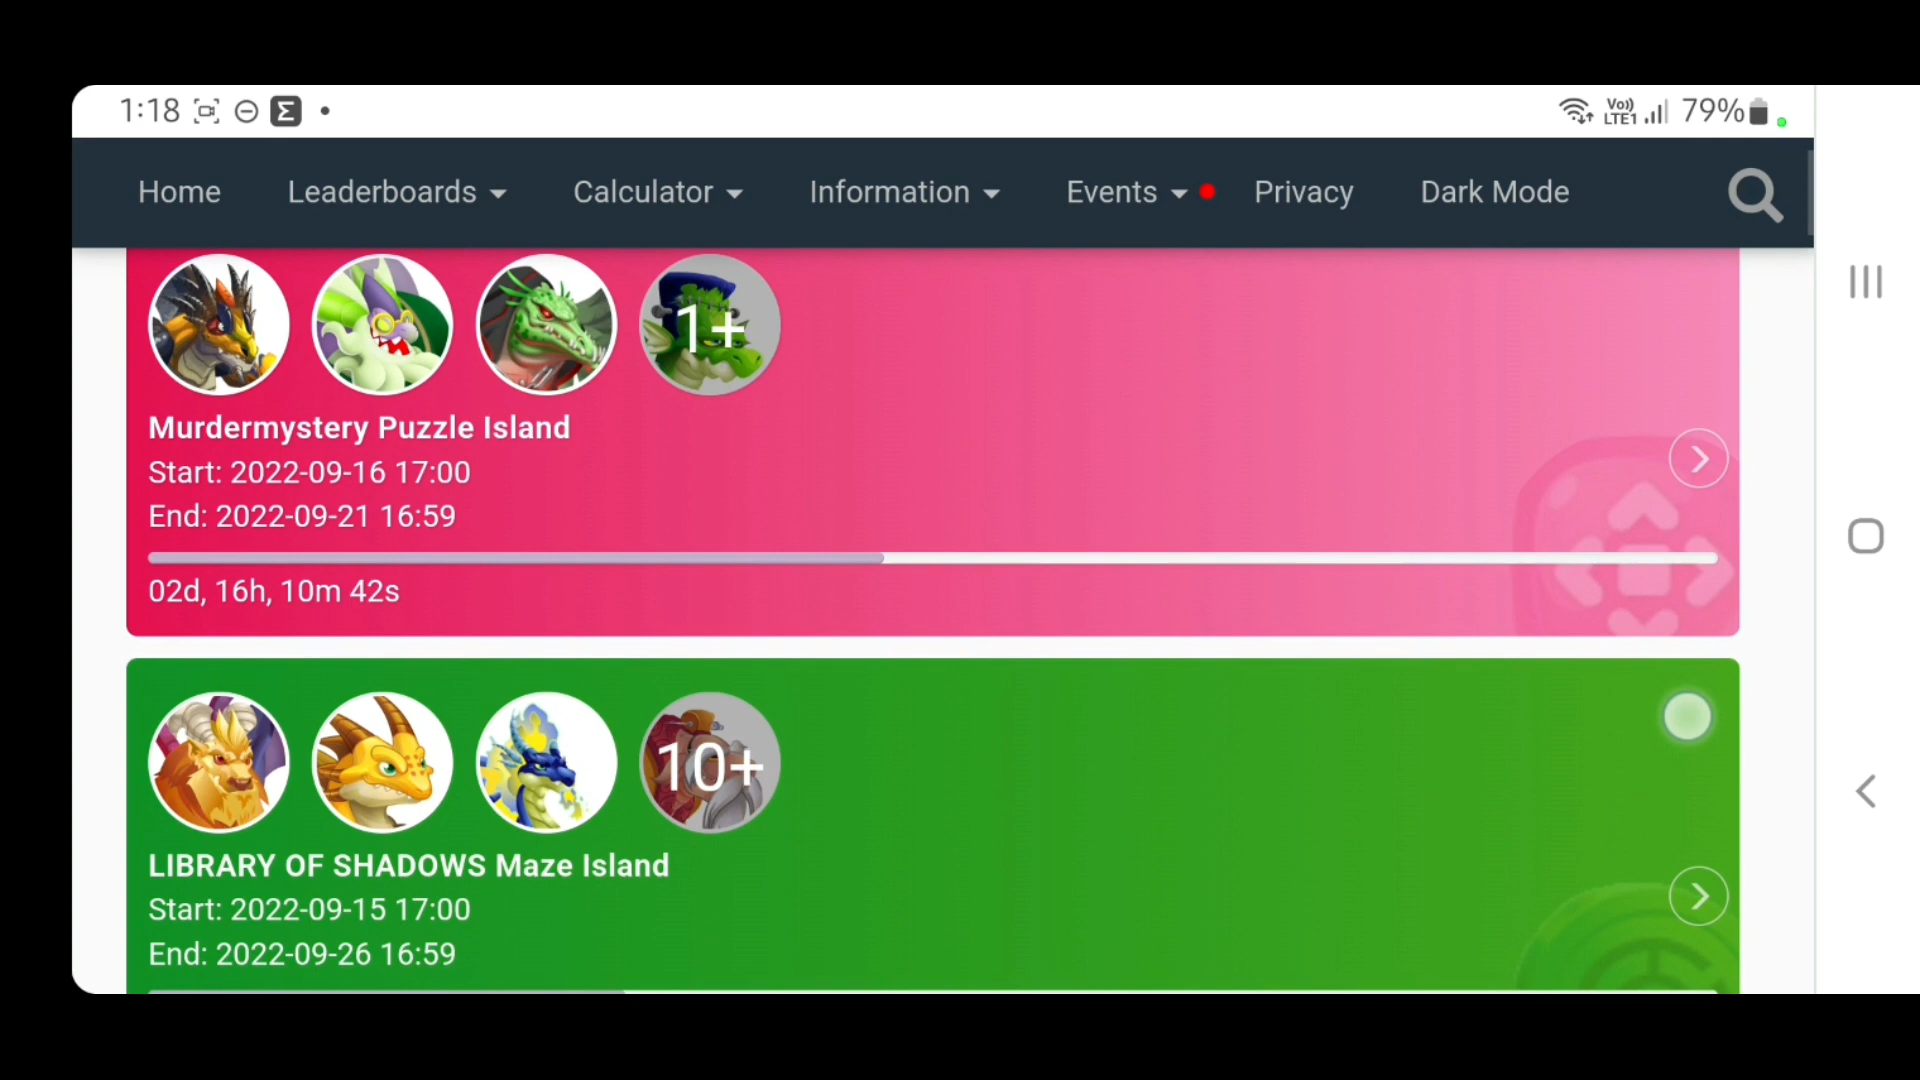 1:18 Σ Vo)) LTE1 79%
Home Leaderboards Calculator Information Events Privacy Dark Mode
1+
Murdermystery Puzzle Island
Start: 2022-09-16 17:00
End: 2022-09-21 16:59
02d, 16h, 10m 42s
10+
LIBRARY OF SHADOWS Maze Island
Start: 2022-09-15 17:00
End: 2022-09-26 16:59